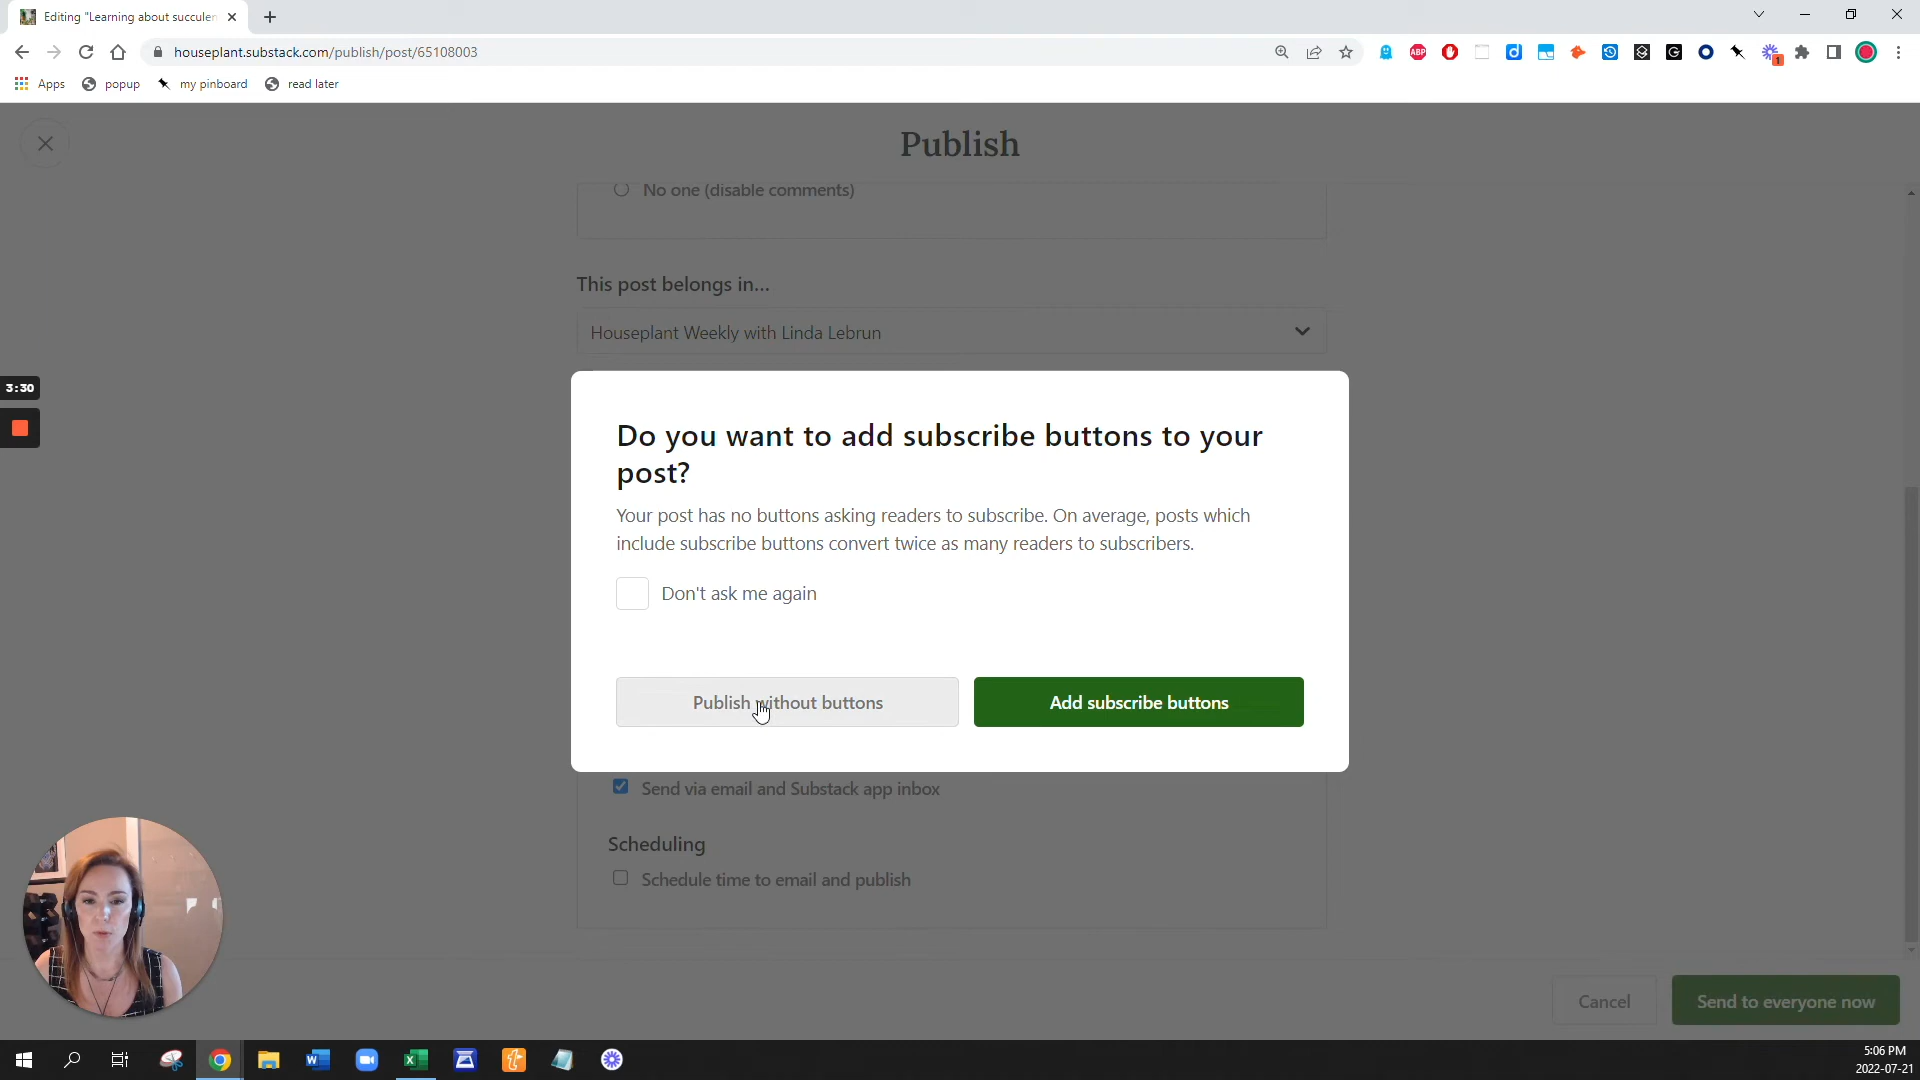 Editing "Learning about succulen
houseplant.substack.com/publish/post/65108003
ABP
1
Apps
popup
my pinboard
read later
Publish
No one (disable comments)
This post belongs in...
Houseplant Weekly with Linda Lebrun
3:30
Do you want to add subscribe buttons to your
post?
Your post has no buttons asking readers to subscribe. On average, posts which
include subscribe buttons convert twice as many readers to subscribers.
Don't ask me again
Publish without buttons
Add subscribe buttons
Send via email and Substack app inbox
Scheduling
Schedule time to email and publish
Cancel
Send to everyone now
5:06 PM
2022-07-21